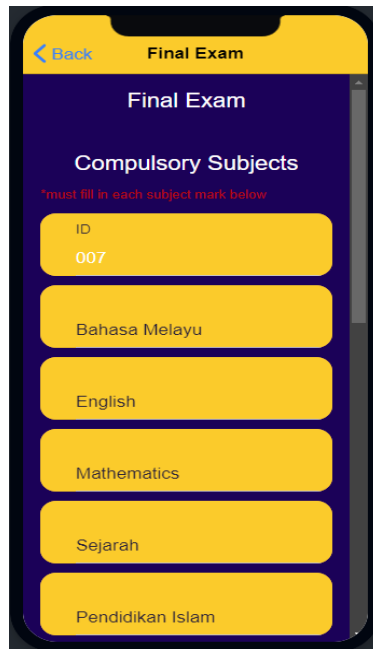 Back Final Exam
Final Exam
Compulsory Subjects
*must fill in each subject mark below
ID
007
Bahasa Melayu
English
Mathematics
Sejarah
Pendidikan Islam